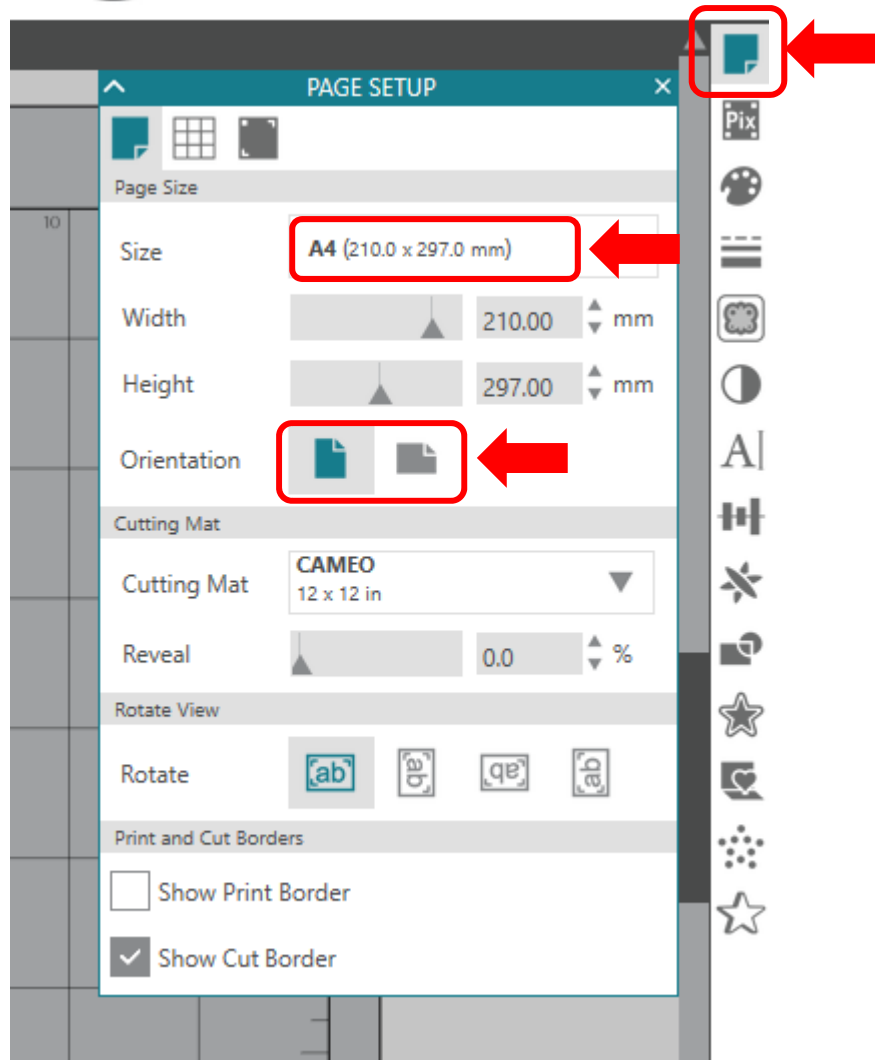 PAGE SETUP
Pix
Page Size
10
Size
A4 (210.0 x 297.0 mm)
Width
210.00
mm
Height
297.00
mm
Orientation
A
Cutting Mat
Cutting Mat
CAMEO
12 x 12 in
Reveal
0.0
%
Rotate View
Rotate
ab
ab
ab
ab
Print and Cut Borders
Show Print Border
Show Cut Border